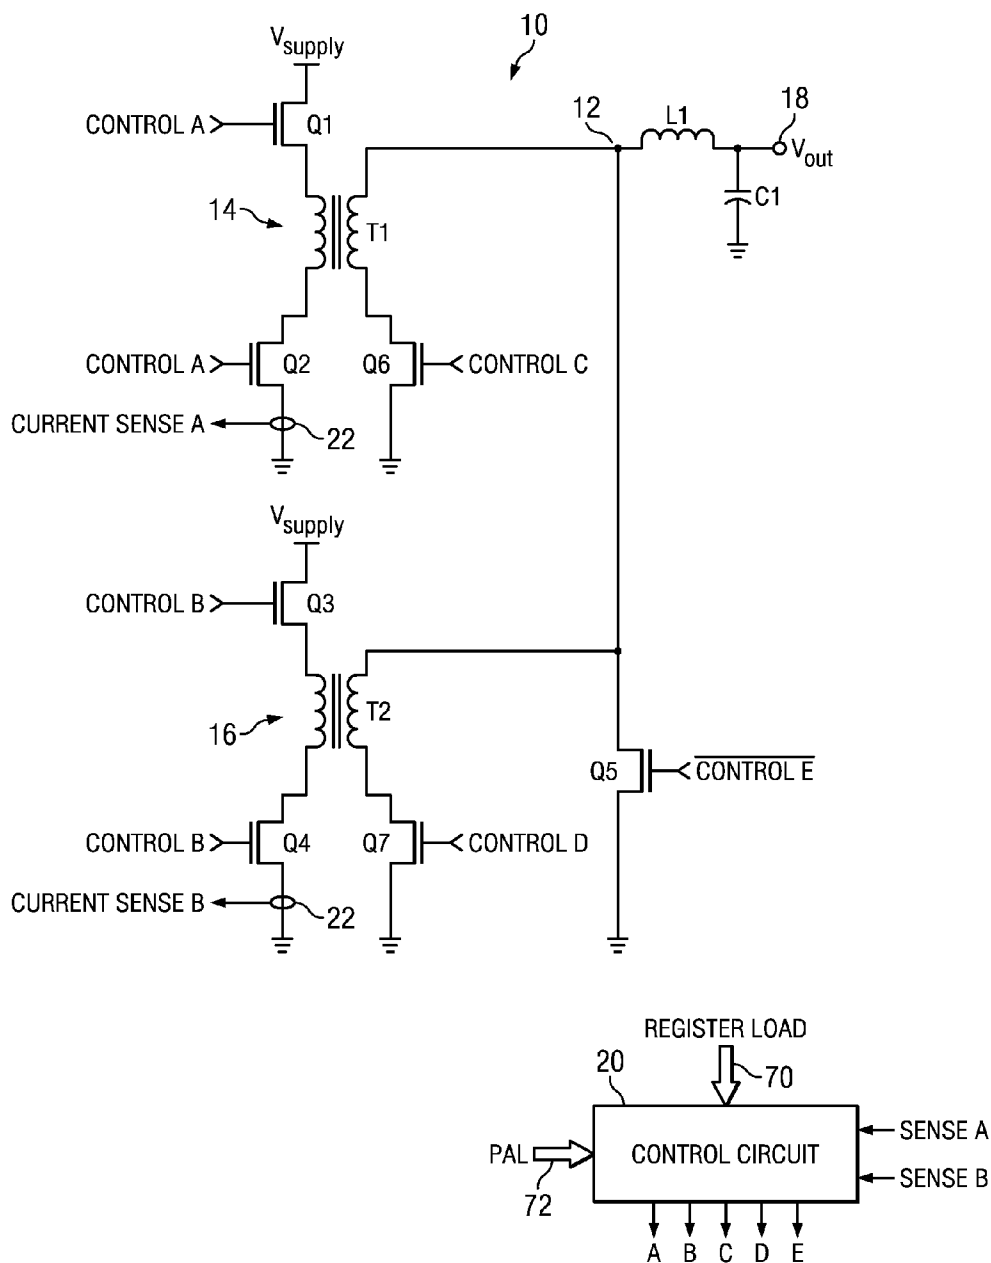 10
Vsupply
CONTROL A
Q1
12
L1
18
Vout
C1
14
T1
CONTROL A
Q2
Q6
CONTROL C
CURRENT SENSE A
22
Vsupply
CONTROL B
Q3
16
T2
Q5
CONTROL E
CONTROL B
Q4
Q7
CONTROL D
CURRENT SENSE B
22
REGISTER LOAD
20
70
PAL
72
CONTROL CIRCUIT
SENSE A
SENSE B
A B C D E